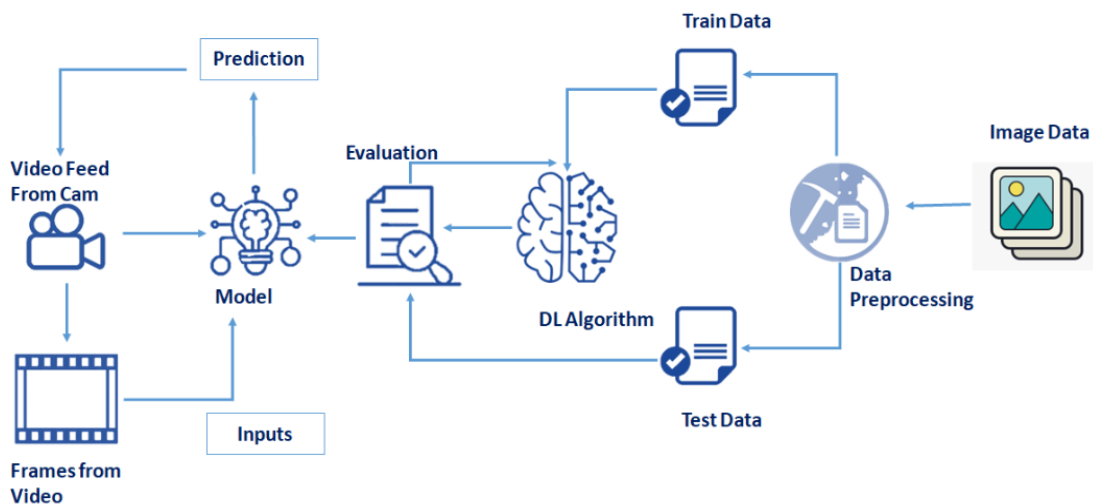 Train Data
Prediction
Image Data
Evaluation
Video Feed
From Cam
Data
Preprocessing
Model
DL Algorithm
Test Data
Inputs
Frames from
Video